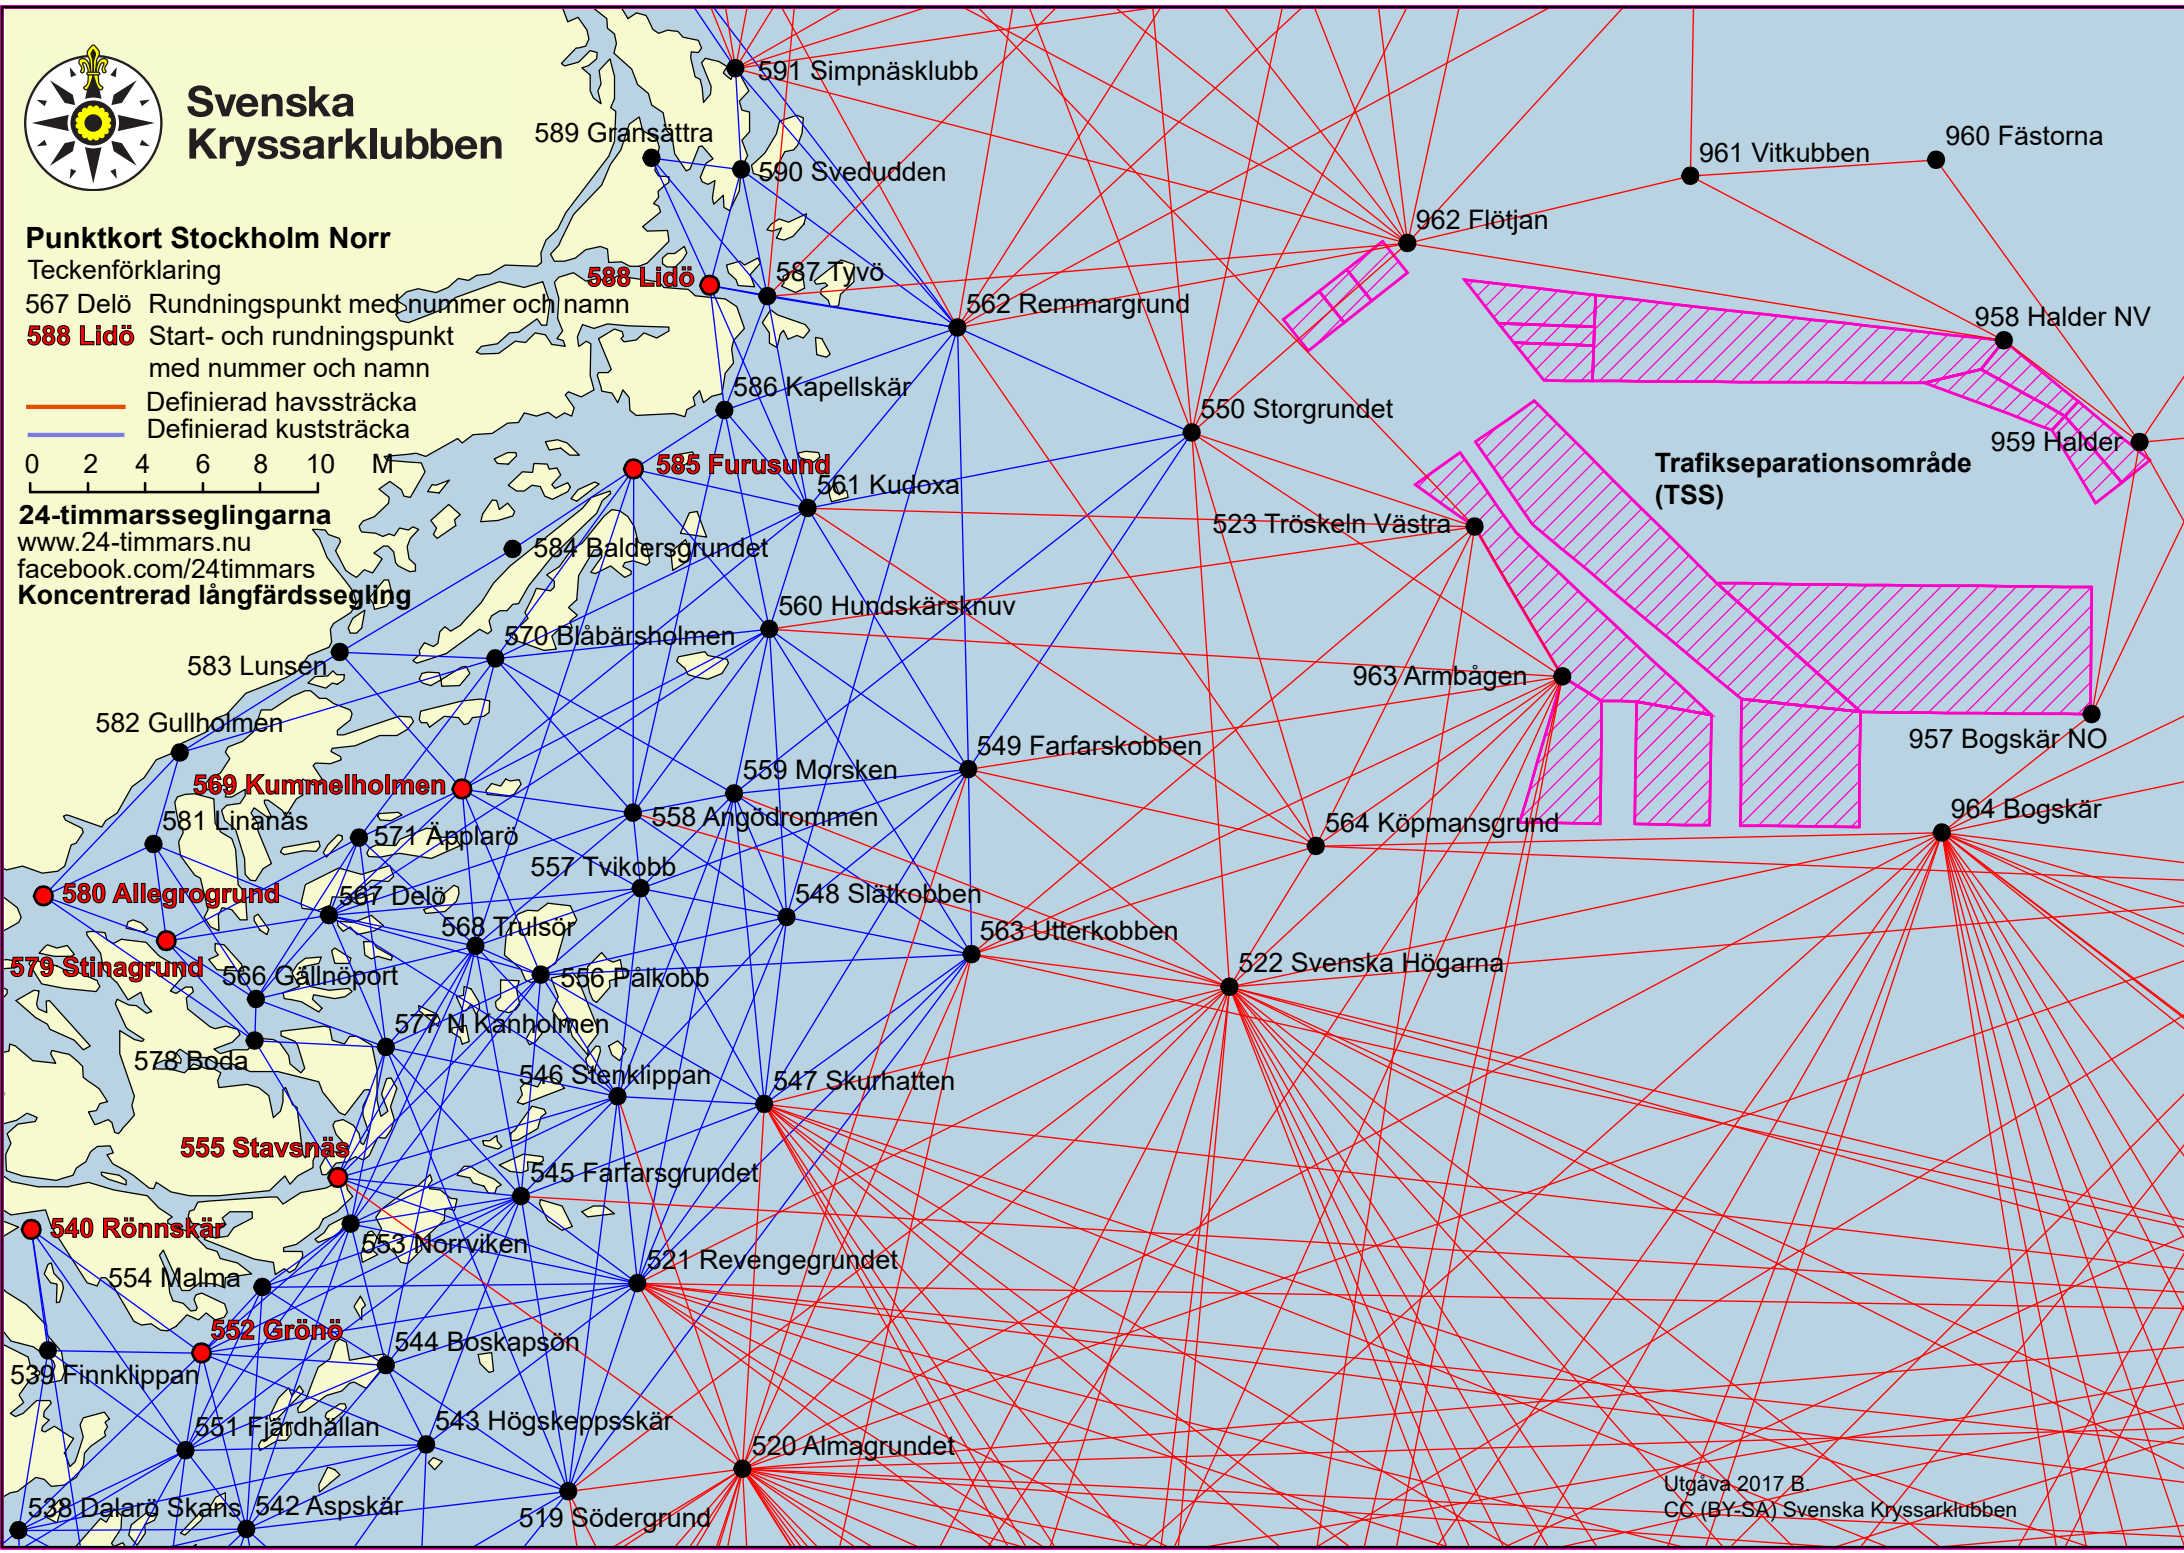 Svenska
Kryssarklubben
Punktkort Stockholm Norr
Teckenförklaring
567 Delö Rundningspunkt med nummer och namn
588 Lidö Start- och rundningspunkt
med nummer och namn
Definierad havssträcka
Definierad kuststräcka
0 2 4 6 8 10 M
24-timmarsseglingarna
www.24-timmars.nu
facebook.com/24timmars
Koncentrerad långfärdssegling
591 Simpnäsklubb
589 Gransättra
590 Svedudden
961 Vitkubben
960 Fästorna
962 Flötjan
588 Lidö
587 Tyvö
562 Remmargrund
958 Halder NV
586 Kapellskär
550 Storgrundet
959 Halder
Trafikseparationsområde
(TSS)
585 Furusund
561 Kudoxa
523 Tröskeln Västra
584 Baldersgrundet
560 Hundskärsknuv
570 Blåbärsholmen
583 Lunsen
963 Armbågen
582 Gullholmen
957 Bogskär NO
549 Farfarskobben
559 Morsken
569 Kummelholmen
558 Angödrommen
581 Linanäs
571 Äpplarö
564 Köpmansgrund
964 Bogskär
557 Tvikobb
580 Allegrogrund
567 Delö
548 Slätkobben
568 Trulsör
563 Utterkobben
579 Stinagrund
566 Gällnöport
556 Pålkobb
522 Svenska Högarna
577 N Kanholmen
578 Boda
546 Stenklippan
547 Skurhatten
555 Stavsnäs
545 Farfarsgrundet
540 Rönnskär
553 Norrviken
521 Revengegrundet
554 Malma
552 Grönö
544 Boskapsön
539 Finnklippan
551 Fjärdhällan
543 Högskeppsskär
520 Almagrundet
538 Dalarö Skans
542 Aspskär
519 Södergrund
Utgåva 2017 B.
CC (BY-SA) Svenska Kryssarklubben